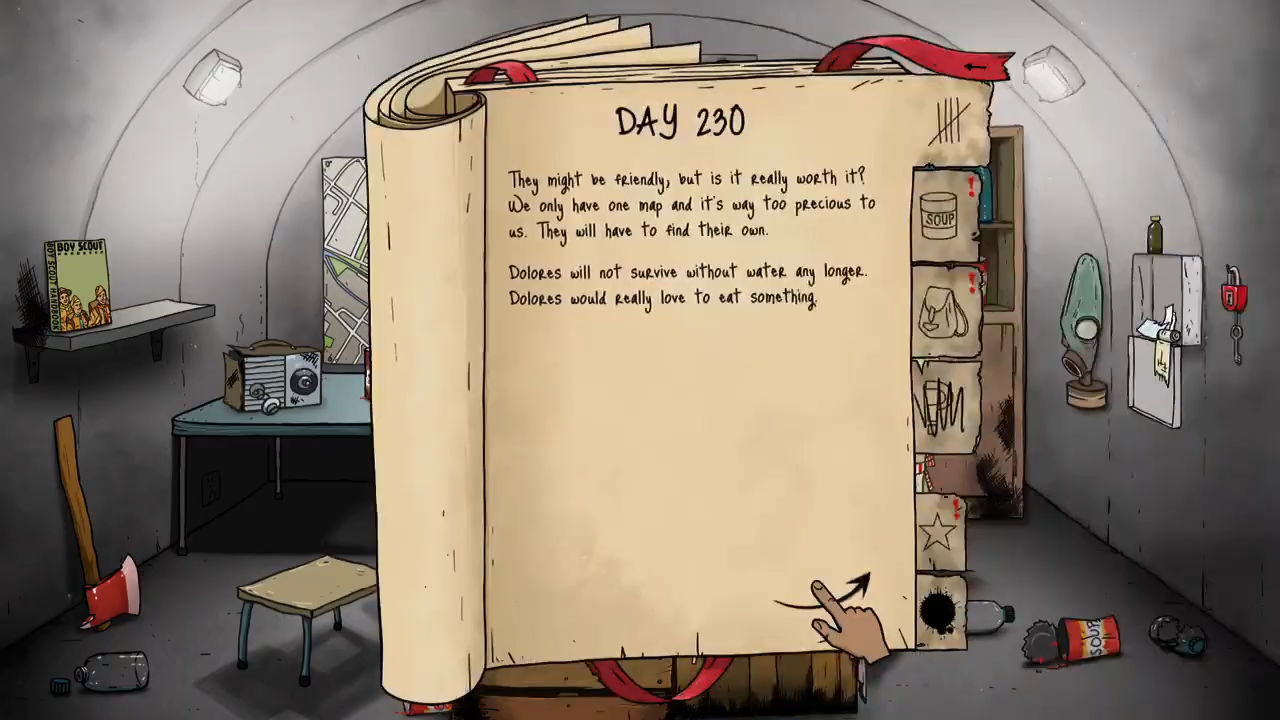 DAY 230
They might be friendly, but is it really worth it?
We only have one map and it's way too precious to
us. They will have to find their own.
Dolores will not survive without water any longer.
Dolores would really love to eat something.
SOUP
BOY SCOUT
BOY SCOUT HANDBOOK
SOUP